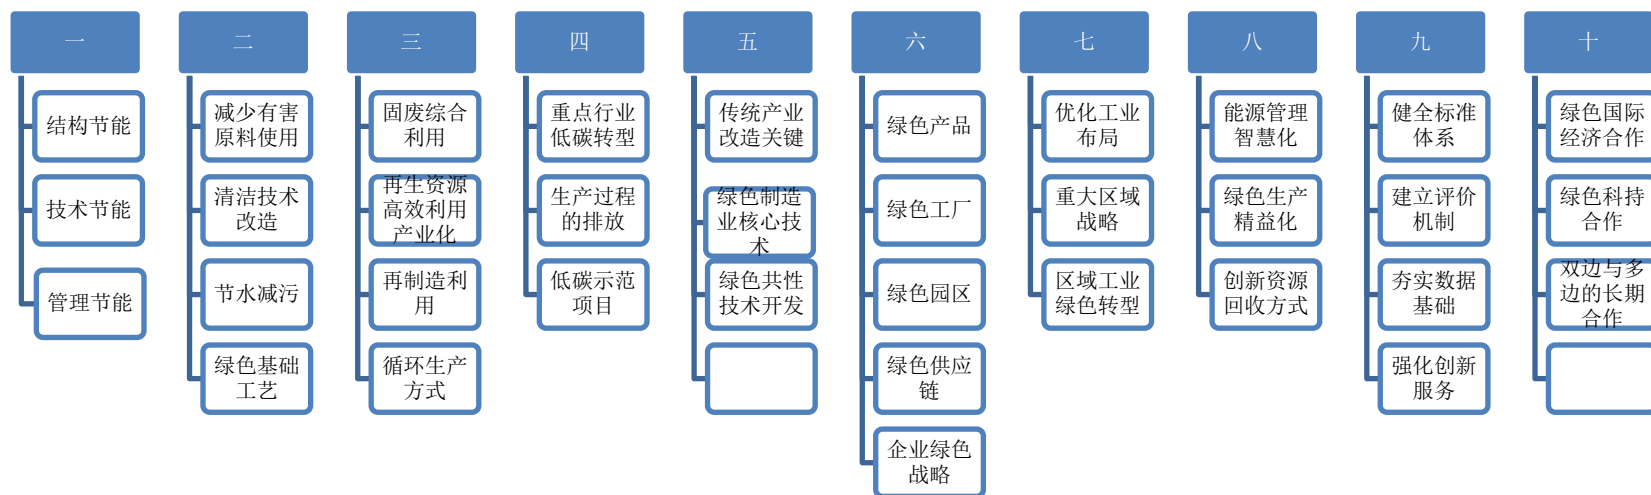 一
结构节能
技术节能
管理节能
二
减少有害
原料使用
清洁技术
改造
节水减污
绿色基础
工艺
三
固废综合
利用
再生资源
高效利用
产业化
再制造利
用
循环生产
方式
四
重点行业
低碳转型
生产过程
的排放
低碳示范
项目
五
传统产业
改造关键
绿色制造
业核心技
术
绿色共性
技术开发
六
绿色产品
绿色工厂
绿色园区
绿色供应
链
企业绿色
战略
七
优化工业
布局
重大区域
战略
区域工业
绿色转型
八
能源管理
智慧化
绿色生产
精益化
创新资源
回收方式
九
健全标准
体系
建立评价
机制
夯实数据
基础
强化创新
服务
十
绿色国际
经济合作
绿色科持
合作
双边与多
边的长期
合作